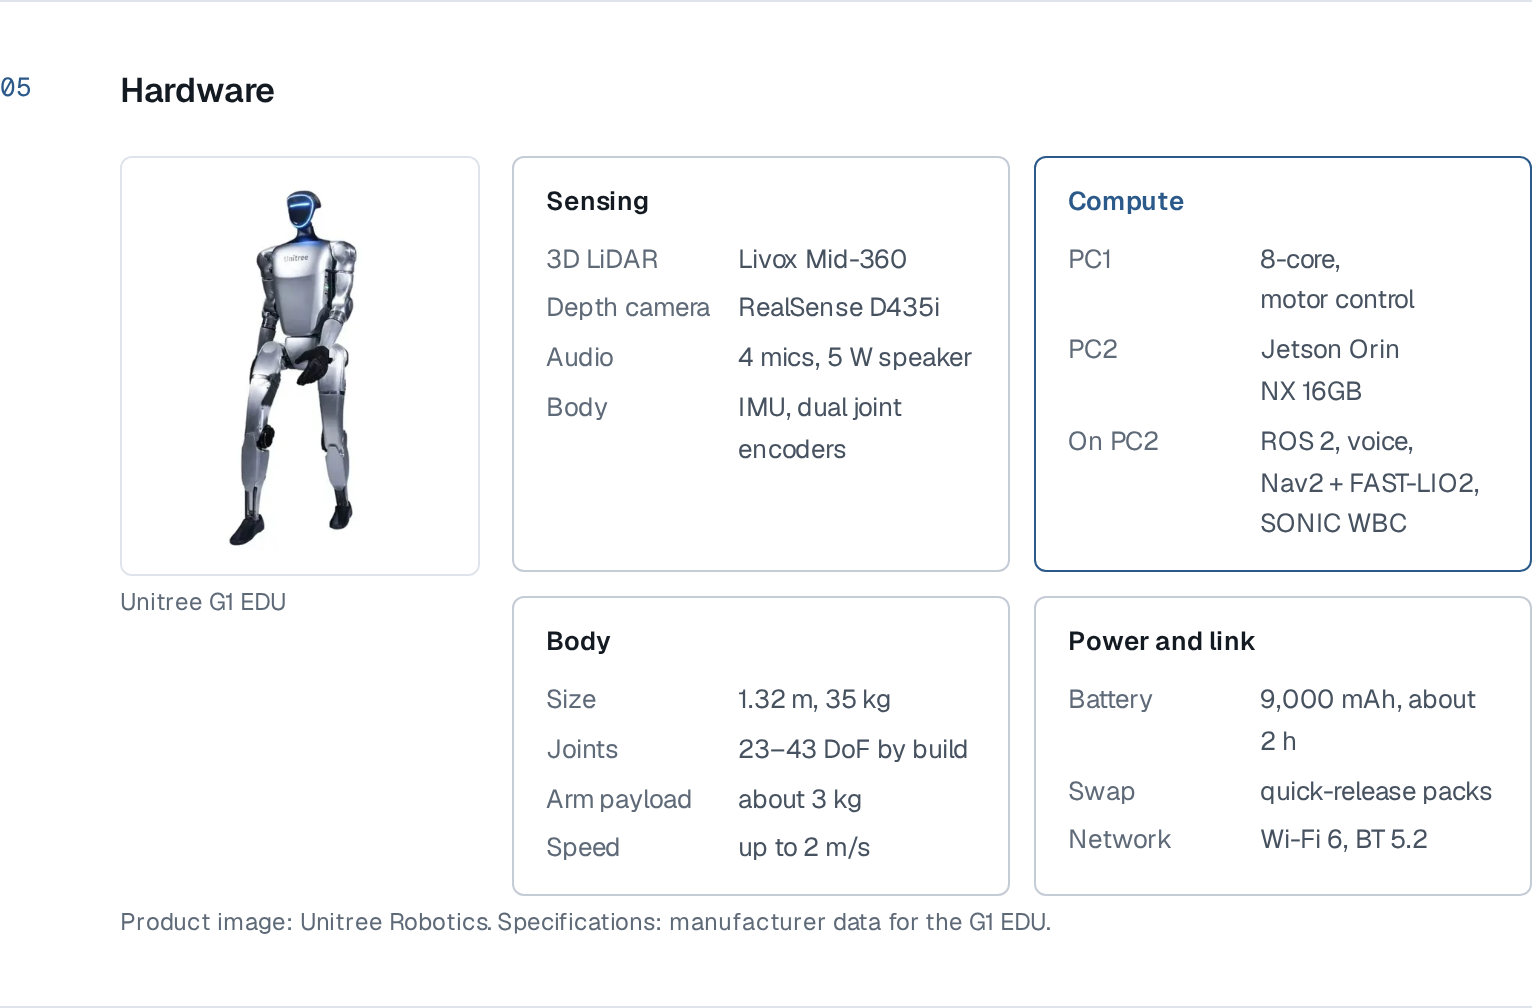 05
Hardware
Unitree
Unitree G1 EDU
Sensing
3D LiDAR Livox Mid-360
Depth camera RealSense D435i
Audio 4 mics, 5 W speaker
Body IMU, dual joint
encoders
Compute
PC1 8-core,
motor control
PC2 Jetson Orin
NX 16GB
On PC2 ROS 2, voice,
Nav2 + FAST-LIO2,
SONIC WBC
Body
Size 1.32 m, 35 kg
Joints 23–43 DoF by build
Arm payload about 3 kg
Speed up to 2 m/s
Power and link
Battery 9,000 mAh, about
2 h
Swap quick-release packs
Network Wi-Fi 6, BT 5.2
Product image: Unitree Robotics. Specifications: manufacturer data for the G1 EDU.